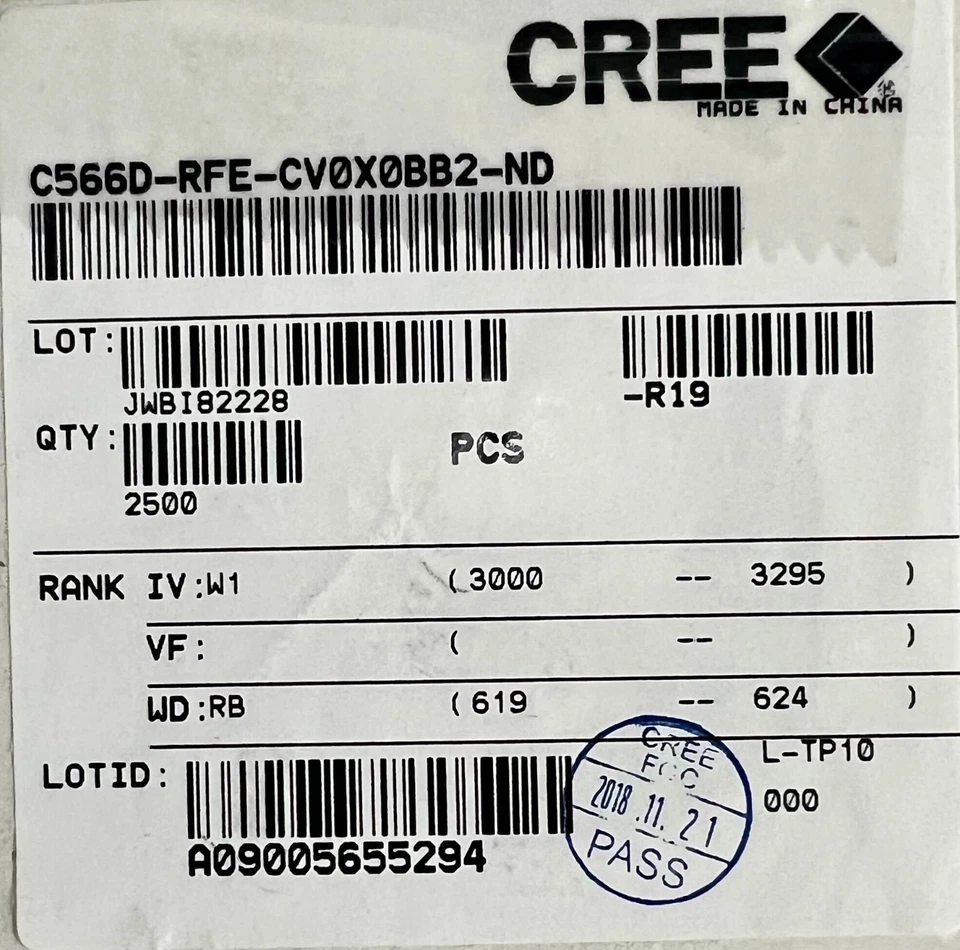 CREE
MADE IN CHINA
C566D-RFE-CV0X0BB2-ND
LOT:
JWBI82228 -R19
QTY: PCS
2500
RANK IV:W1 (3000 -- 3295 )
VF: ( -- )
WD:RB (619 -- 624 )
LOTID: L-TP10
000
A09005655294
CREE
2018.11.21
PASS